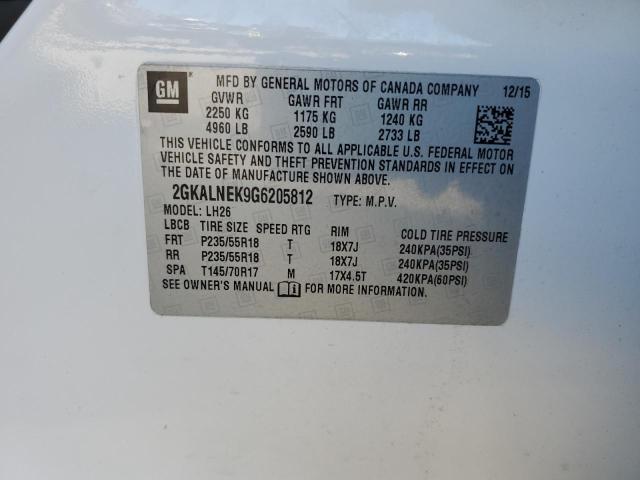 GM
MFD BY GENERAL MOTORS OF CANADA COMPANY 12/15
GVWR GAWR FRT GAWR RR
2250 KG 1175 KG 1240 KG
4960 LB 2590 LB 2733 LB
THIS VEHICLE CONFORMS TO ALL APPLICABLE U.S. FEDERAL MOTOR
VEHICLE SAFETY AND THEFT PREVENTION STANDARDS IN EFFECT ON
THE DATE OF MANUFACTURE SHOWN ABOVE.
2GKALNEK9G6205812 TYPE: M.P.V.
MODEL: LH26
LBCB TIRE SIZE SPEED RTG RIM COLD TIRE PRESSURE
FRT P235/55R18 T 18X7J 240KPA(35PSI)
RR P235/55R18 T 18X7J 240KPA(35PSI)
SPA T145/70R17 M 17X4.5T 420KPA(60PSI)
SEE OWNER'S MANUAL FOR MORE INFORMATION.